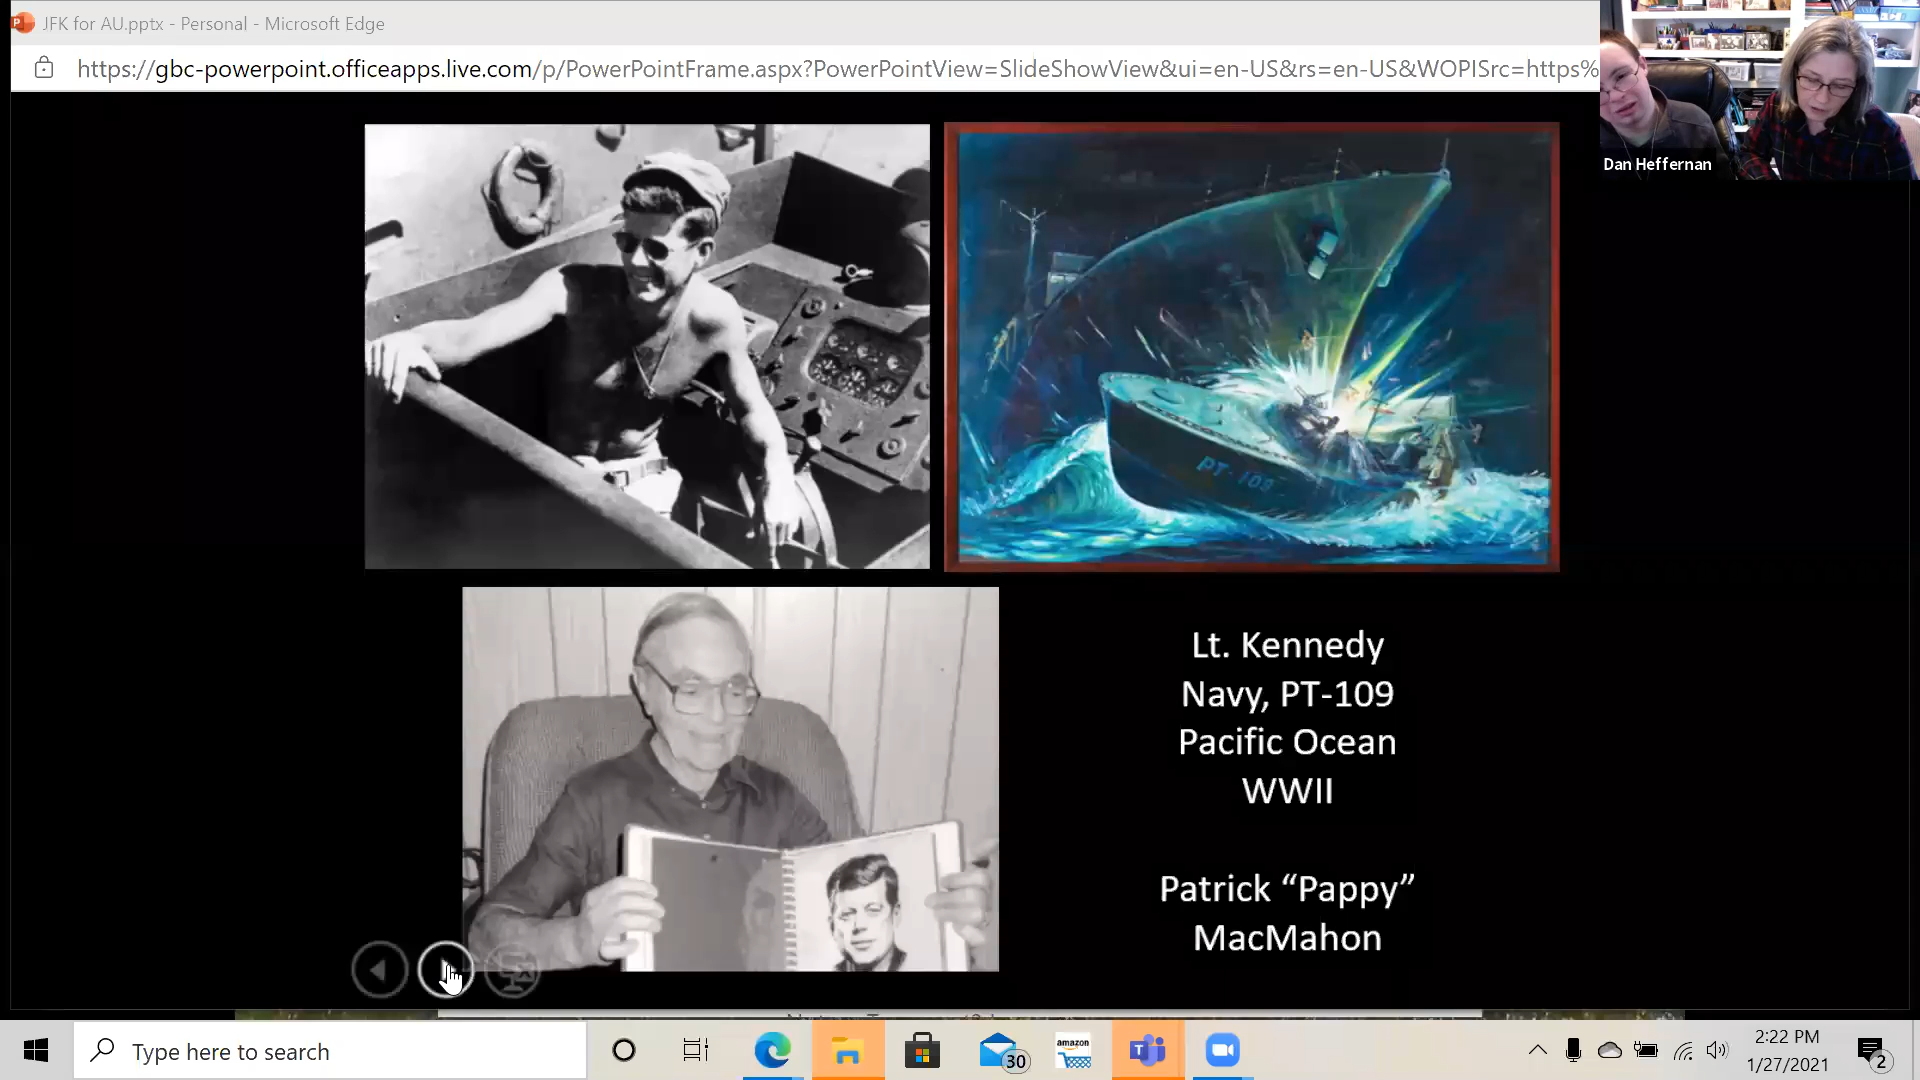 JFK for AU.pptx - Personal - Microsoft Edge
https://gbc-powerpoint.officeapps.live.com/p/PowerPointFrame.aspx?PowerPointView=SlideShowView&ui=en-US&rs=en-US&WOPISrc=https%
Dan Heffernan
PT-109
Lt. Kennedy
Navy, PT-109
Pacific Ocean
WWII
Patrick “Pappy”
MacMahon
Type here to search
30
amazon
2:22 PM
1/27/2021
2